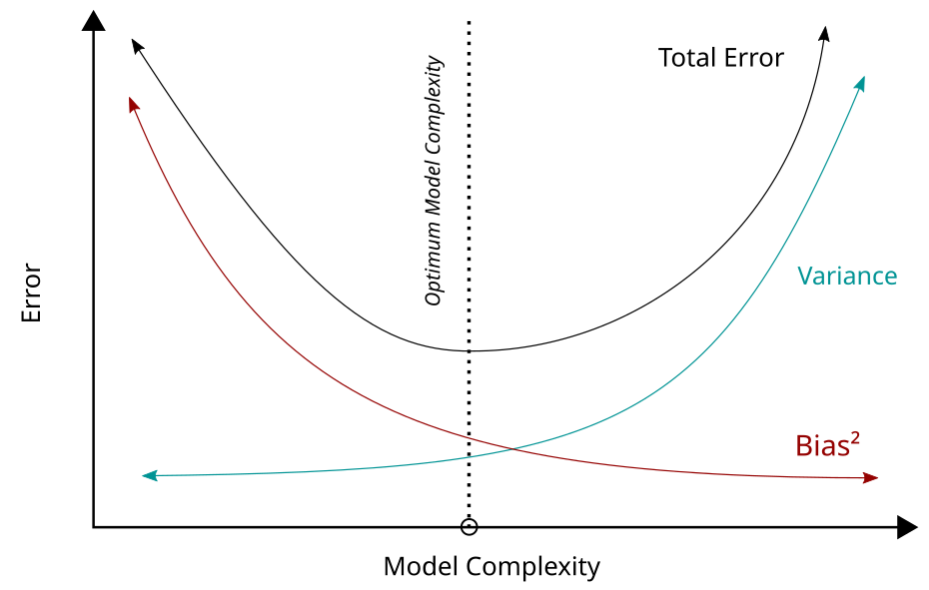 Total Error
Optimum Model Complexity
Variance
Error
Bias²
Model Complexity